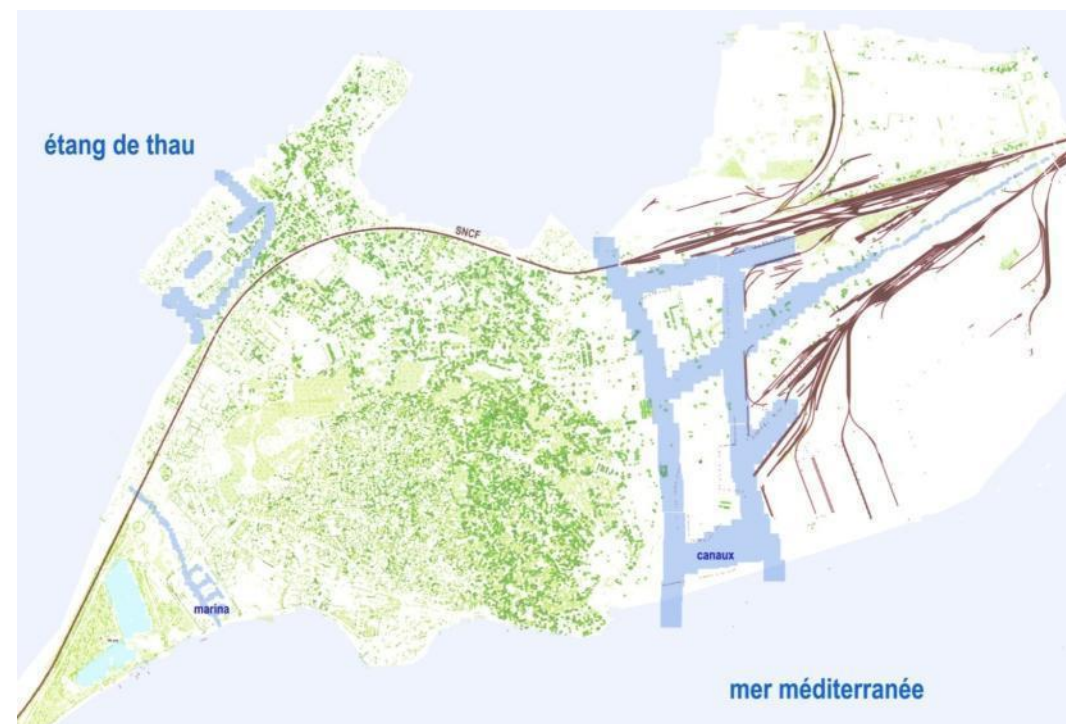 étang de thau
SNCF
canaux
marina
mer méditerranée